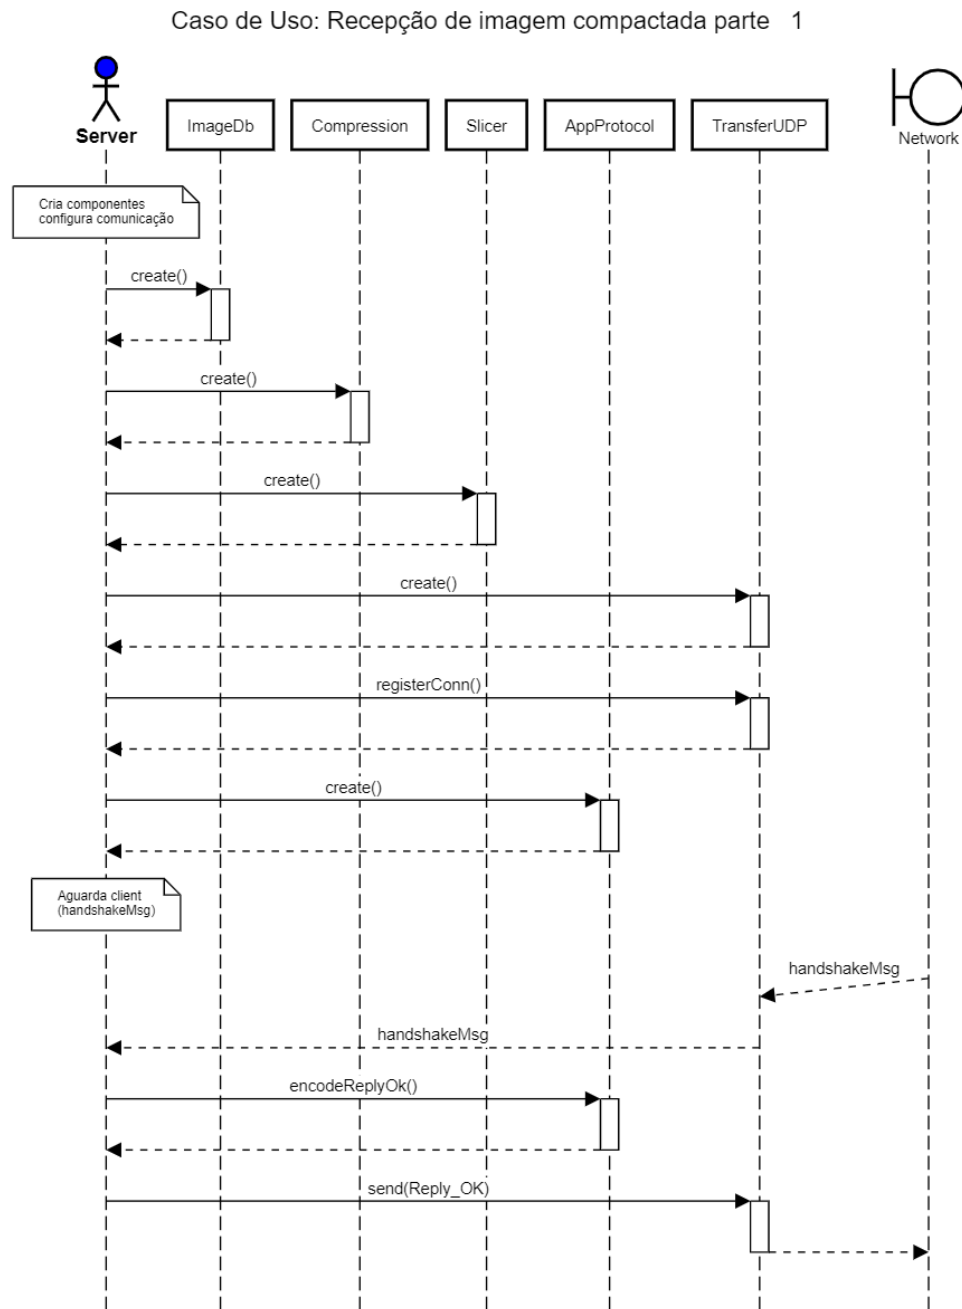 Caso de Uso: Recepção de imagem compactada parte 1
Server
ImageDb
Compression
Slicer
AppProtocol
TransferUDP
Network
Cria componentes
configura comunicação
create()
create()
create()
create()
registerConn()
create()
Aguarda client
(handshakeMsg)
handshakeMsg
handshakeMsg
encodeReplyOk()
send(Reply_OK)